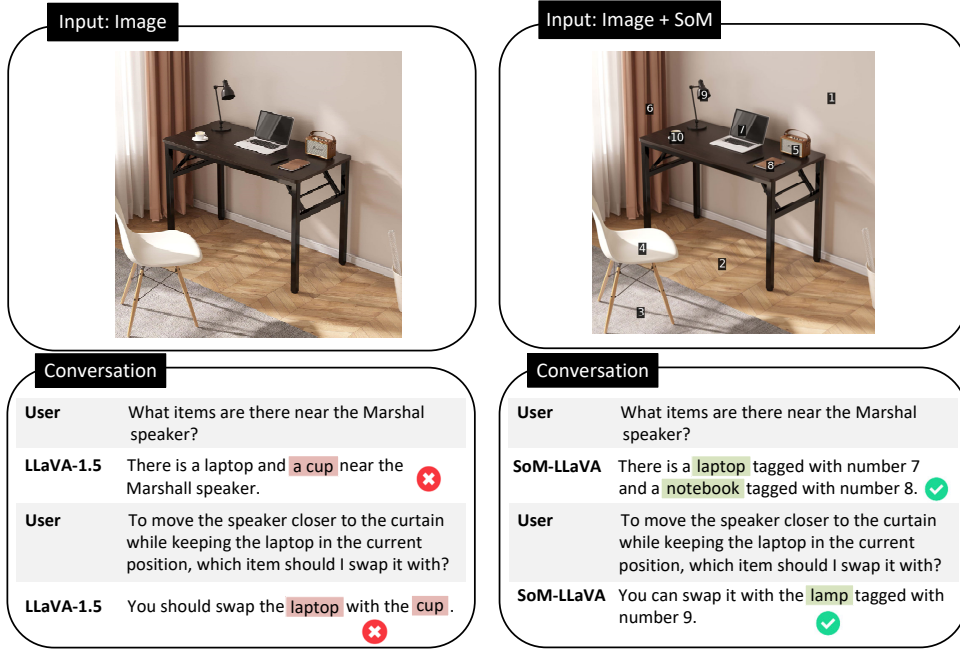 Input: Image
Input: Image + SoM
1
2
3
4
5
6
7
8
9
10
Conversation
User What items are there near the Marshal
speaker?
LLaVA-1.5 There is a laptop and a cup near the
Marshall speaker.
User To move the speaker closer to the curtain
while keeping the laptop in the current
position, which item should I swap it with?
LLaVA-1.5 You should swap the laptop with the cup .
Conversation
User What items are there near the Marshal
speaker?
SoM-LLaVA There is a laptop tagged with number 7
and a notebook tagged with number 8.
User To move the speaker closer to the curtain
while keeping the laptop in the current
position, which item should I swap it with?
SoM-LLaVA You can swap it with the lamp tagged with
number 9.